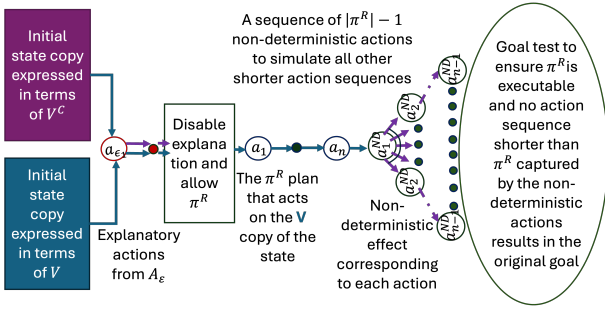 Initial
state copy
expressed
in terms
of V^C
Initial
state
copy
expressed
in terms
of V
a_ϵ1
Explanatory
actions
from A_ε
Disable
explana
tion and
allow
π^R
a_1
a_n
The π^R plan
that acts
on the V
copy of the
state
A sequence of |π^R| − 1
non-deterministic actions
to simulate all other
shorter action sequences
a_1^ND
a_2^ND
a_2^ND
a_n−1^ND
a_n−1^ND
Non-
deterministic
effect
corresponding
to each action
Goal test to
ensure π^R is
executable
and no action
sequence
shorter than
π^R captured
by the non-
deterministic
actions
results in the
original goal